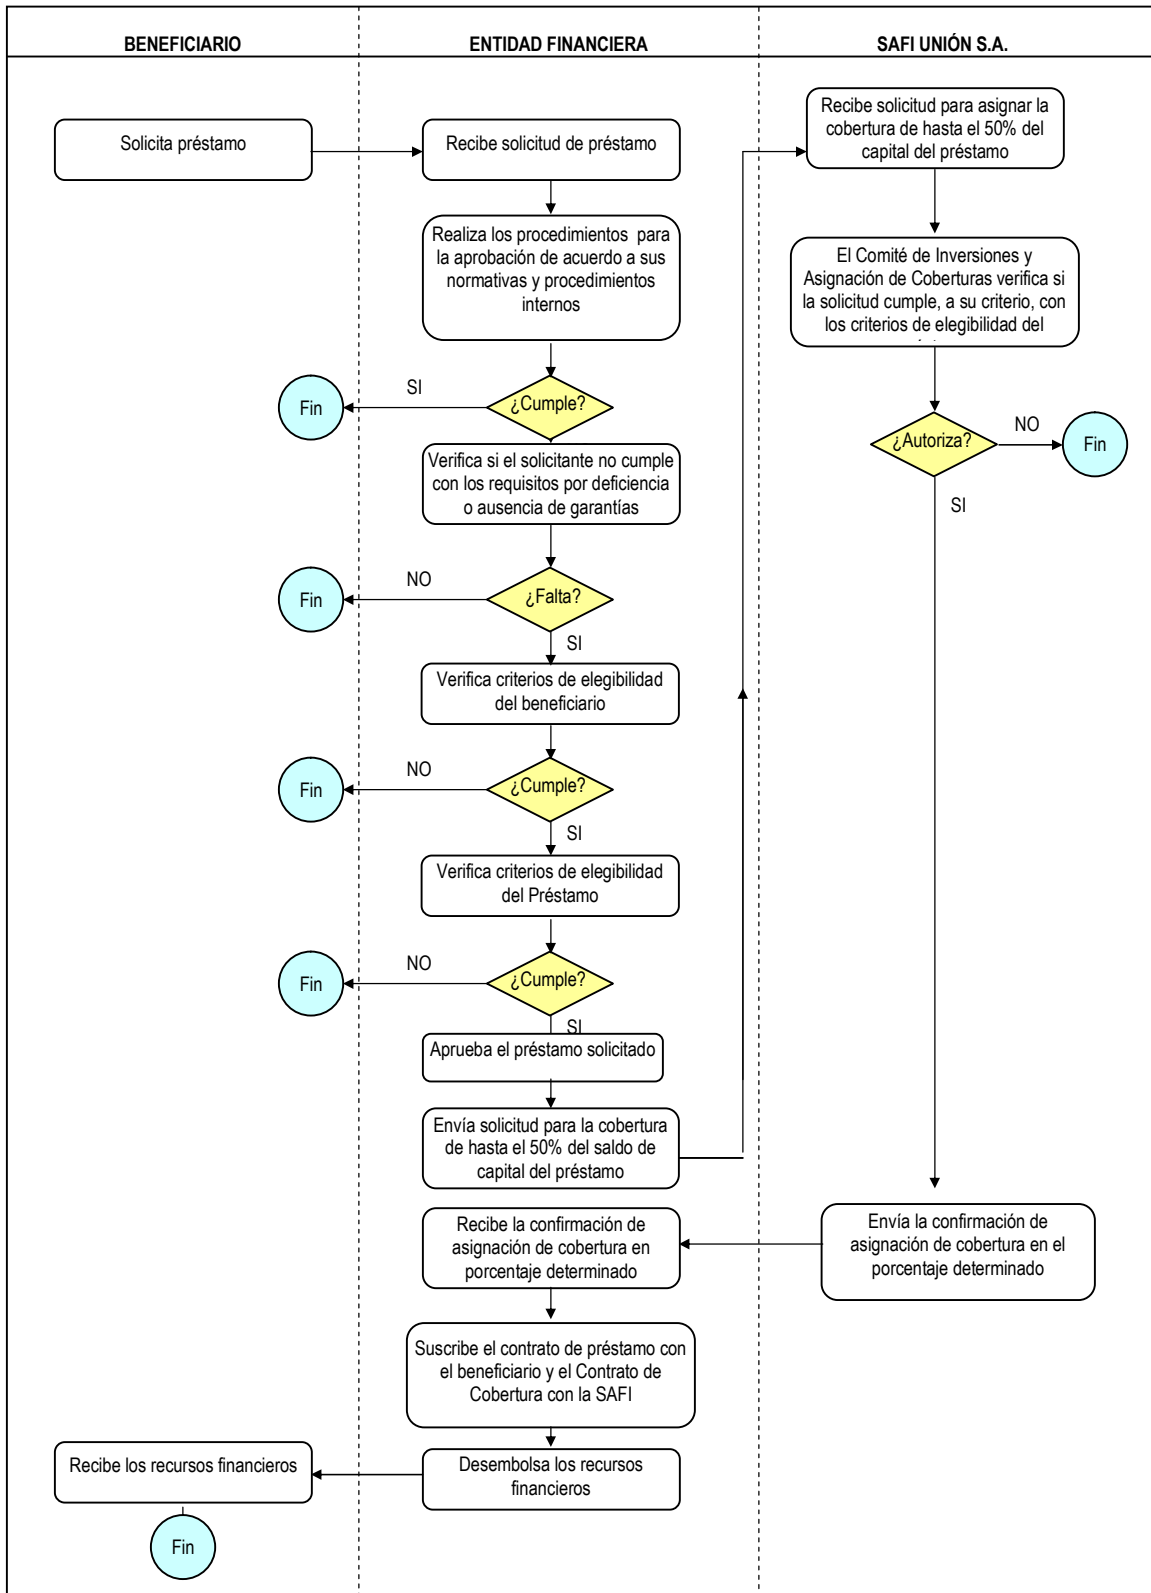 BENEFICIARIO
ENTIDAD FINANCIERA
SAFI UNIÓN S.A.
Solicita préstamo
Recibe solicitud de préstamo
Recibe solicitud para asignar la
cobertura de hasta el 50% del
capital del préstamo
Realiza los procedimientos para
la aprobación de acuerdo a sus
normativas y procedimientos
internos
El Comité de Inversiones y
Asignación de Coberturas verifica si
la solicitud cumple, a su criterio, con
los criterios de elegibilidad del
Fin
SI
¿Cumple?
¿Autoriza?
NO
Fin
SI
Verifica si el solicitante no cumple
con los requisitos por deficiencia
o ausencia de garantías
Fin
NO
¿Falta?
SI
Verifica criterios de elegibilidad
del beneficiario
Fin
NO
¿Cumple?
SI
Verifica criterios de elegibilidad
del Préstamo
Fin
NO
¿Cumple?
SI
Aprueba el préstamo solicitado
Envía solicitud para la cobertura
de hasta el 50% del saldo de
capital del préstamo
Recibe la confirmación de
asignación de cobertura en
porcentaje determinado
Envía la confirmación de
asignación de cobertura en el
porcentaje determinado
Suscribe el contrato de préstamo con
el beneficiario y el Contrato de
Cobertura con la SAFI
Recibe los recursos financieros
Desembolsa los recursos
financieros
Fin